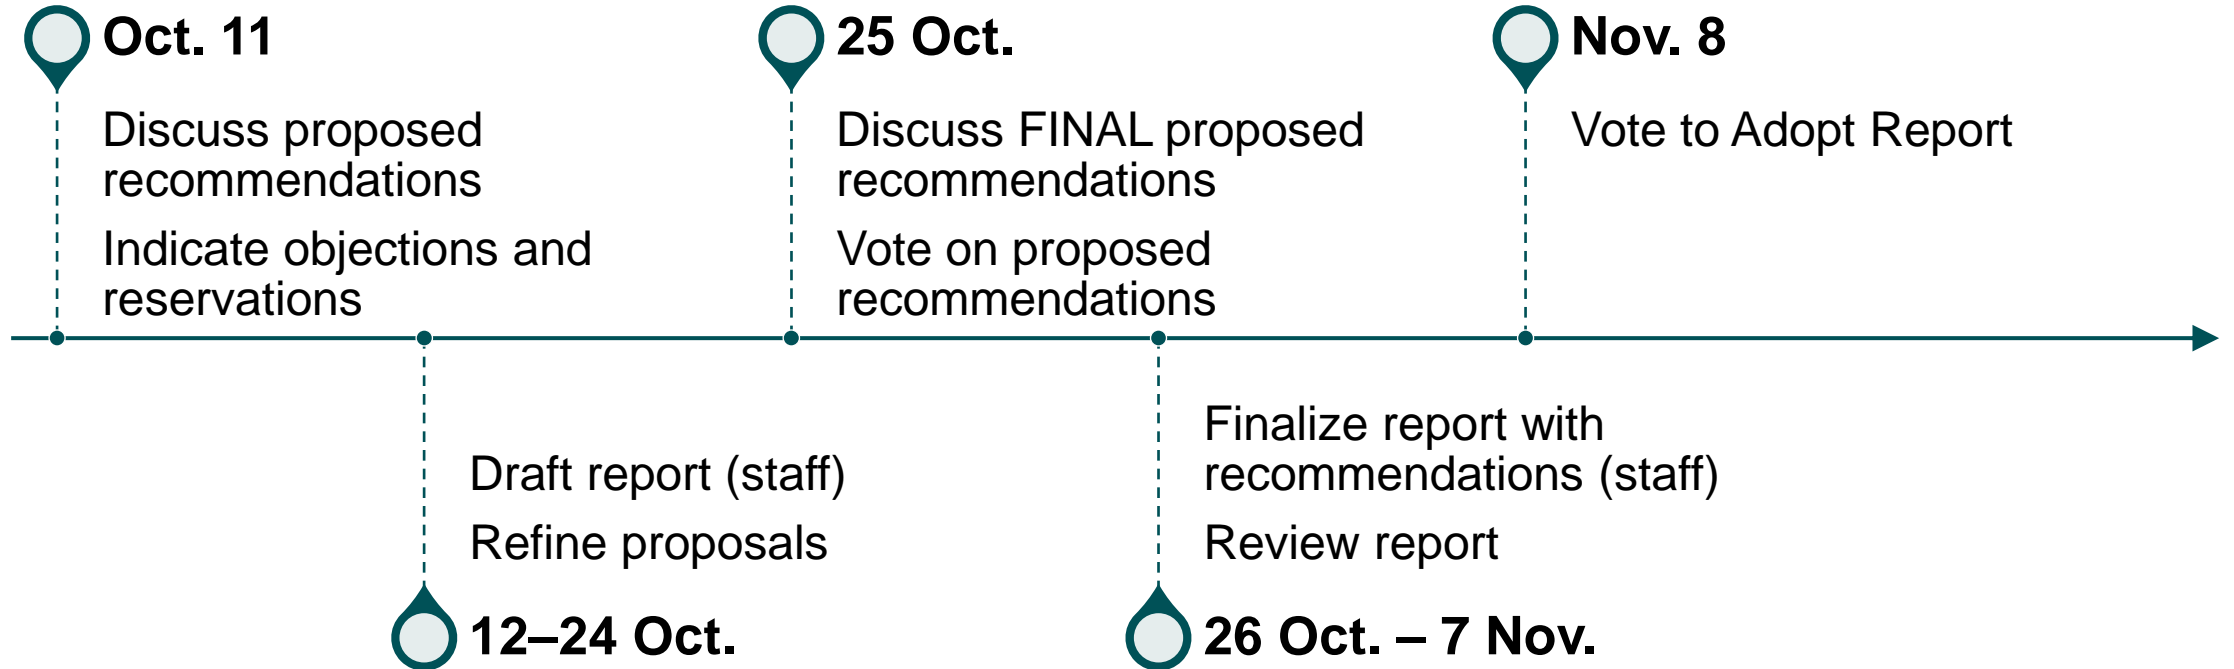 Oct. 11
Discuss proposed
recommendations
Indicate objections and
reservations
25 Oct.
Discuss FINAL proposed
recommendations
Vote on proposed
recommendations
Nov. 8
Vote to Adopt Report
Draft report (staff)
Refine proposals
12–24 Oct.
Finalize report with
recommendations (staff)
Review report
26 Oct. – 7 Nov.